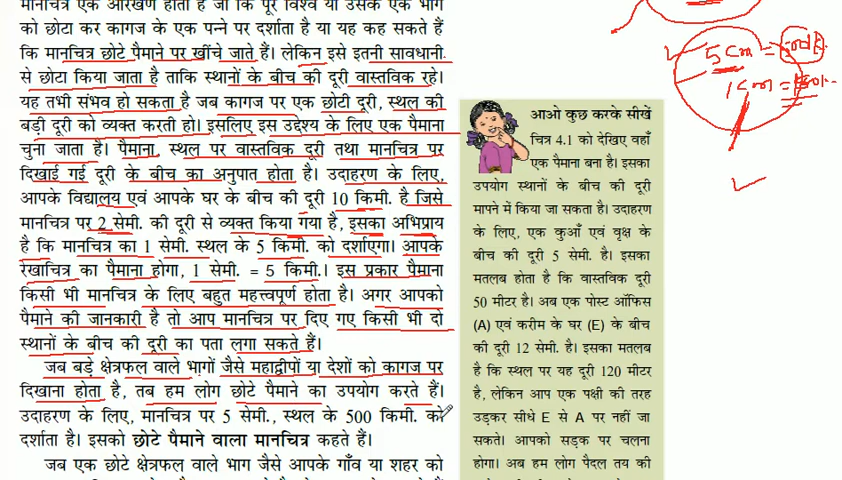 मानचित्र एक आरेखण होता है जो कि पूरे विश्व या उसके एक भाग
को छोटा कर कागज के एक पन्ने पर दर्शाता है या यह कह सकते हैं
कि मानचित्र छोटे पैमाने पर खींचे जाते हैं। लेकिन इसे इतनी सावधानी
से छोटा किया जाता है ताकि स्थानों के बीच की दूरी वास्तविक रहे।
यह तभी संभव हो सकता है जब कागज पर एक छोटी दूरी, स्थल की
बड़ी दूरी को व्यक्त करती हो। इसलिए इस उद्देश्य के लिए एक पैमाना
चुना जाता है। पैमाना, स्थल पर वास्तविक दूरी तथा मानचित्र पर
दिखाई गई दूरी के बीच का अनुपात होता है। उदाहरण के लिए,
आपके विद्यालय एवं आपके घर के बीच की दूरी 10 किमी. है जिसे
मानचित्र पर 2 सेमी. की दूरी से व्यक्त किया गया है, इसका अभिप्राय
है कि मानचित्र का 1 सेमी. स्थल के 5 किमी. को दर्शाएगा। आपके
रेखाचित्र का पैमाना होगा, 1 सेमी. = 5 किमी.। इस प्रकार पैमाना
किसी भी मानचित्र के लिए बहुत महत्त्वपूर्ण होता है। अगर आपको
पैमाने की जानकारी है तो आप मानचित्र पर दिए गए किसी भी दो
स्थानों के बीच की दूरी का पता लगा सकते हैं।
जब बड़े क्षेत्रफल वाले भागों जैसे महाद्वीपों या देशों को कागज पर
दिखाना होता है, तब हम लोग छोटे पैमाने का उपयोग करते हैं।
उदाहरण के लिए, मानचित्र पर 5 सेमी., स्थल के 500 किमी. को
दर्शाता है। इसको छोटे पैमाने वाला मानचित्र कहते हैं।
जब एक छोटे क्षेत्रफल वाले भाग जैसे आपके गाँव या शहर को
5 cm =
1 cm =
आओ कुछ करके सीखें
चित्र 4.1 को देखिए वहाँ
एक पैमाना बना है। इसका
उपयोग स्थानों के बीच की दूरी
मापने में किया जा सकता है। उदाहरण
के लिए, एक कुआँ एवं वृक्ष के
बीच की दूरी 5 सेमी. है। इसका
मतलब होता है कि वास्तविक दूरी
50 मीटर है। अब एक पोस्ट ऑफिस
(A) एवं करीम के घर (E) के बीच
की दूरी 12 सेमी. है। इसका मतलब
है कि स्थल पर यह दूरी 120 मीटर
है, लेकिन आप एक पक्षी की तरह
उड़कर सीधे E से A पर नहीं जा
सकते। आपको सड़क पर चलना
होगा। अब हम लोग पैदल तय की